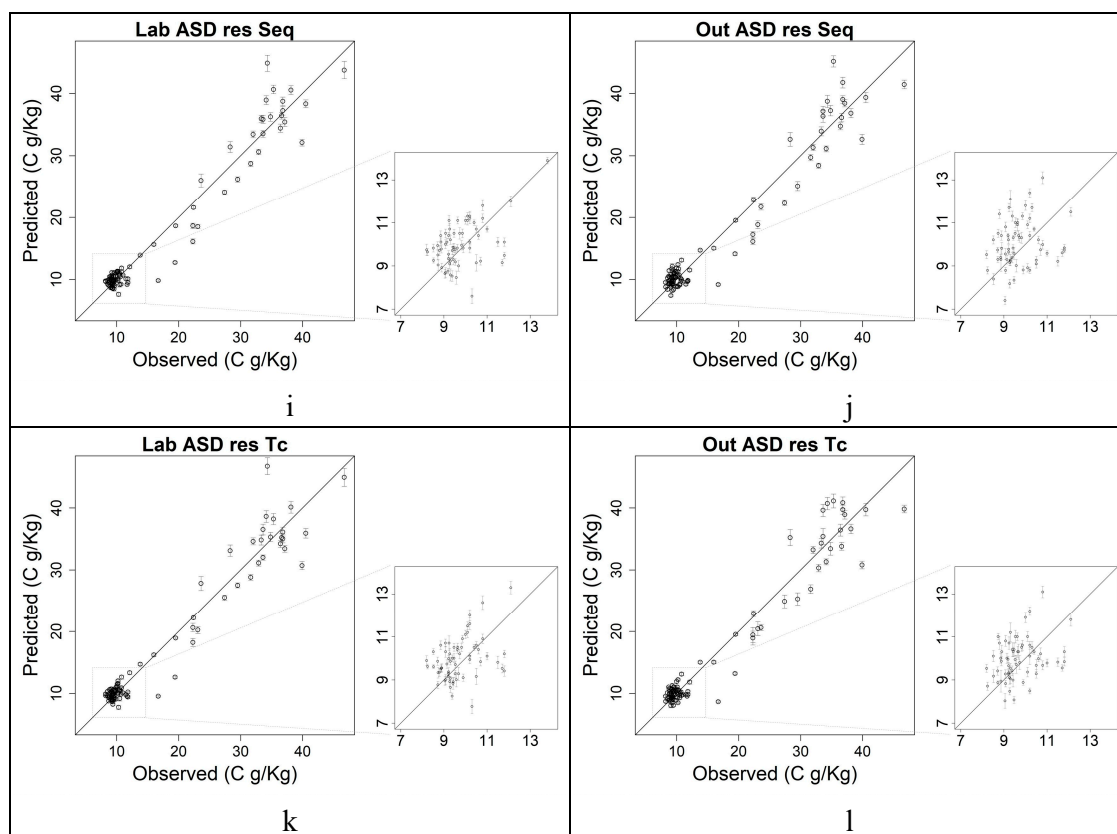 Lab ASD res Seq
Predicted (C g/Kg)
40
30
20
10
10 20 30 40
Observed (C g/Kg)
13
11
9
7
7 9 11 13
i
Out ASD res Seq
Predicted (C g/Kg)
40
30
20
10
10 20 30 40
Observed (C g/Kg)
13
11
9
7
7 9 11 13
j
Lab ASD res Tc
Predicted (C g/Kg)
40
30
20
10
10 20 30 40
Observed (C g/Kg)
13
11
9
7
7 9 11 13
k
Out ASD res Tc
Predicted (C g/Kg)
40
30
20
10
10 20 30 40
Observed (C g/Kg)
13
11
9
7
7 9 11 13
l